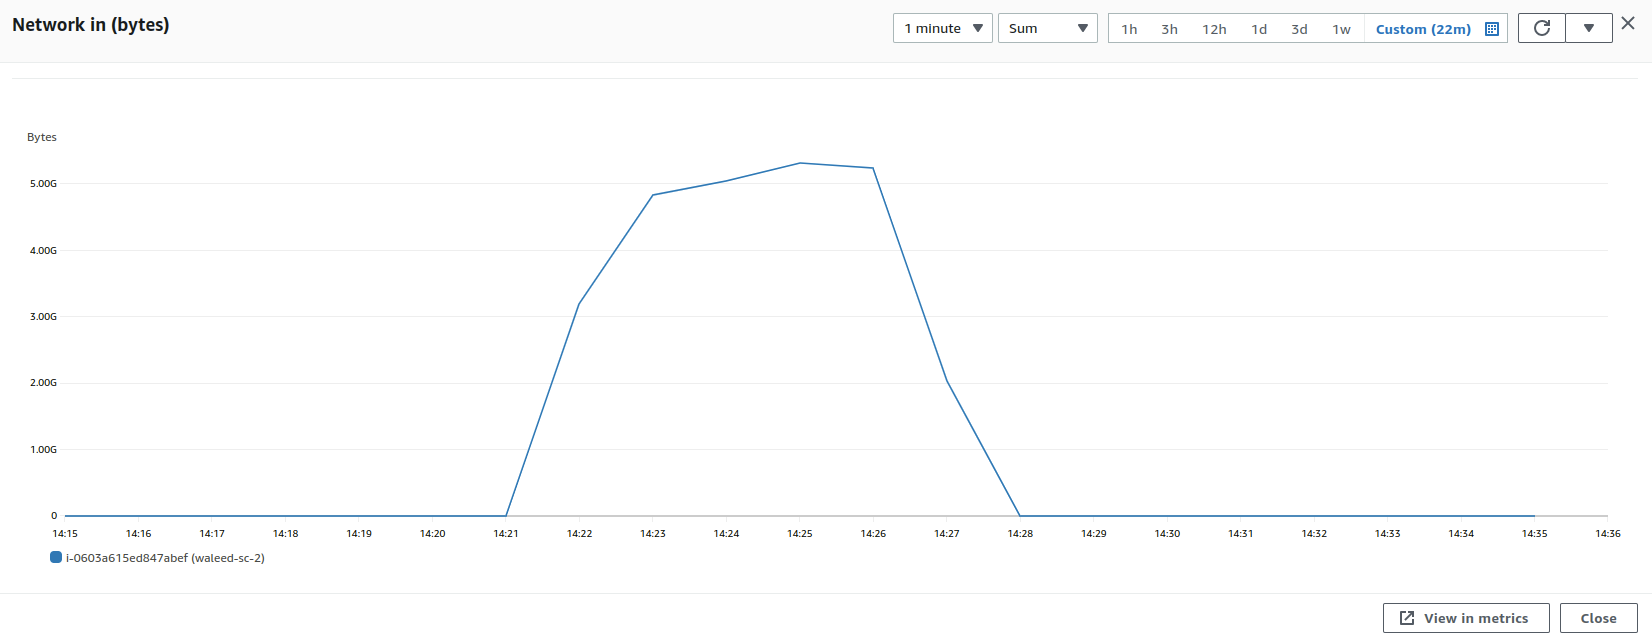 Network in (bytes)
1 minute
Sum
1h 3h 12h 1d 3d 1w Custom (22m)
Bytes
5.00G
4.00G
3.00G
2.00G
1.00G
0
14:15 14:16 14:17 14:18 14:19 14:20 14:21 14:22 14:23 14:24 14:25 14:26 14:27 14:28 14:29 14:30 14:31 14:32 14:33 14:34 14:35 14:36
i-0603a615ed847abef (waleed-sc-2)
View in metrics
Close